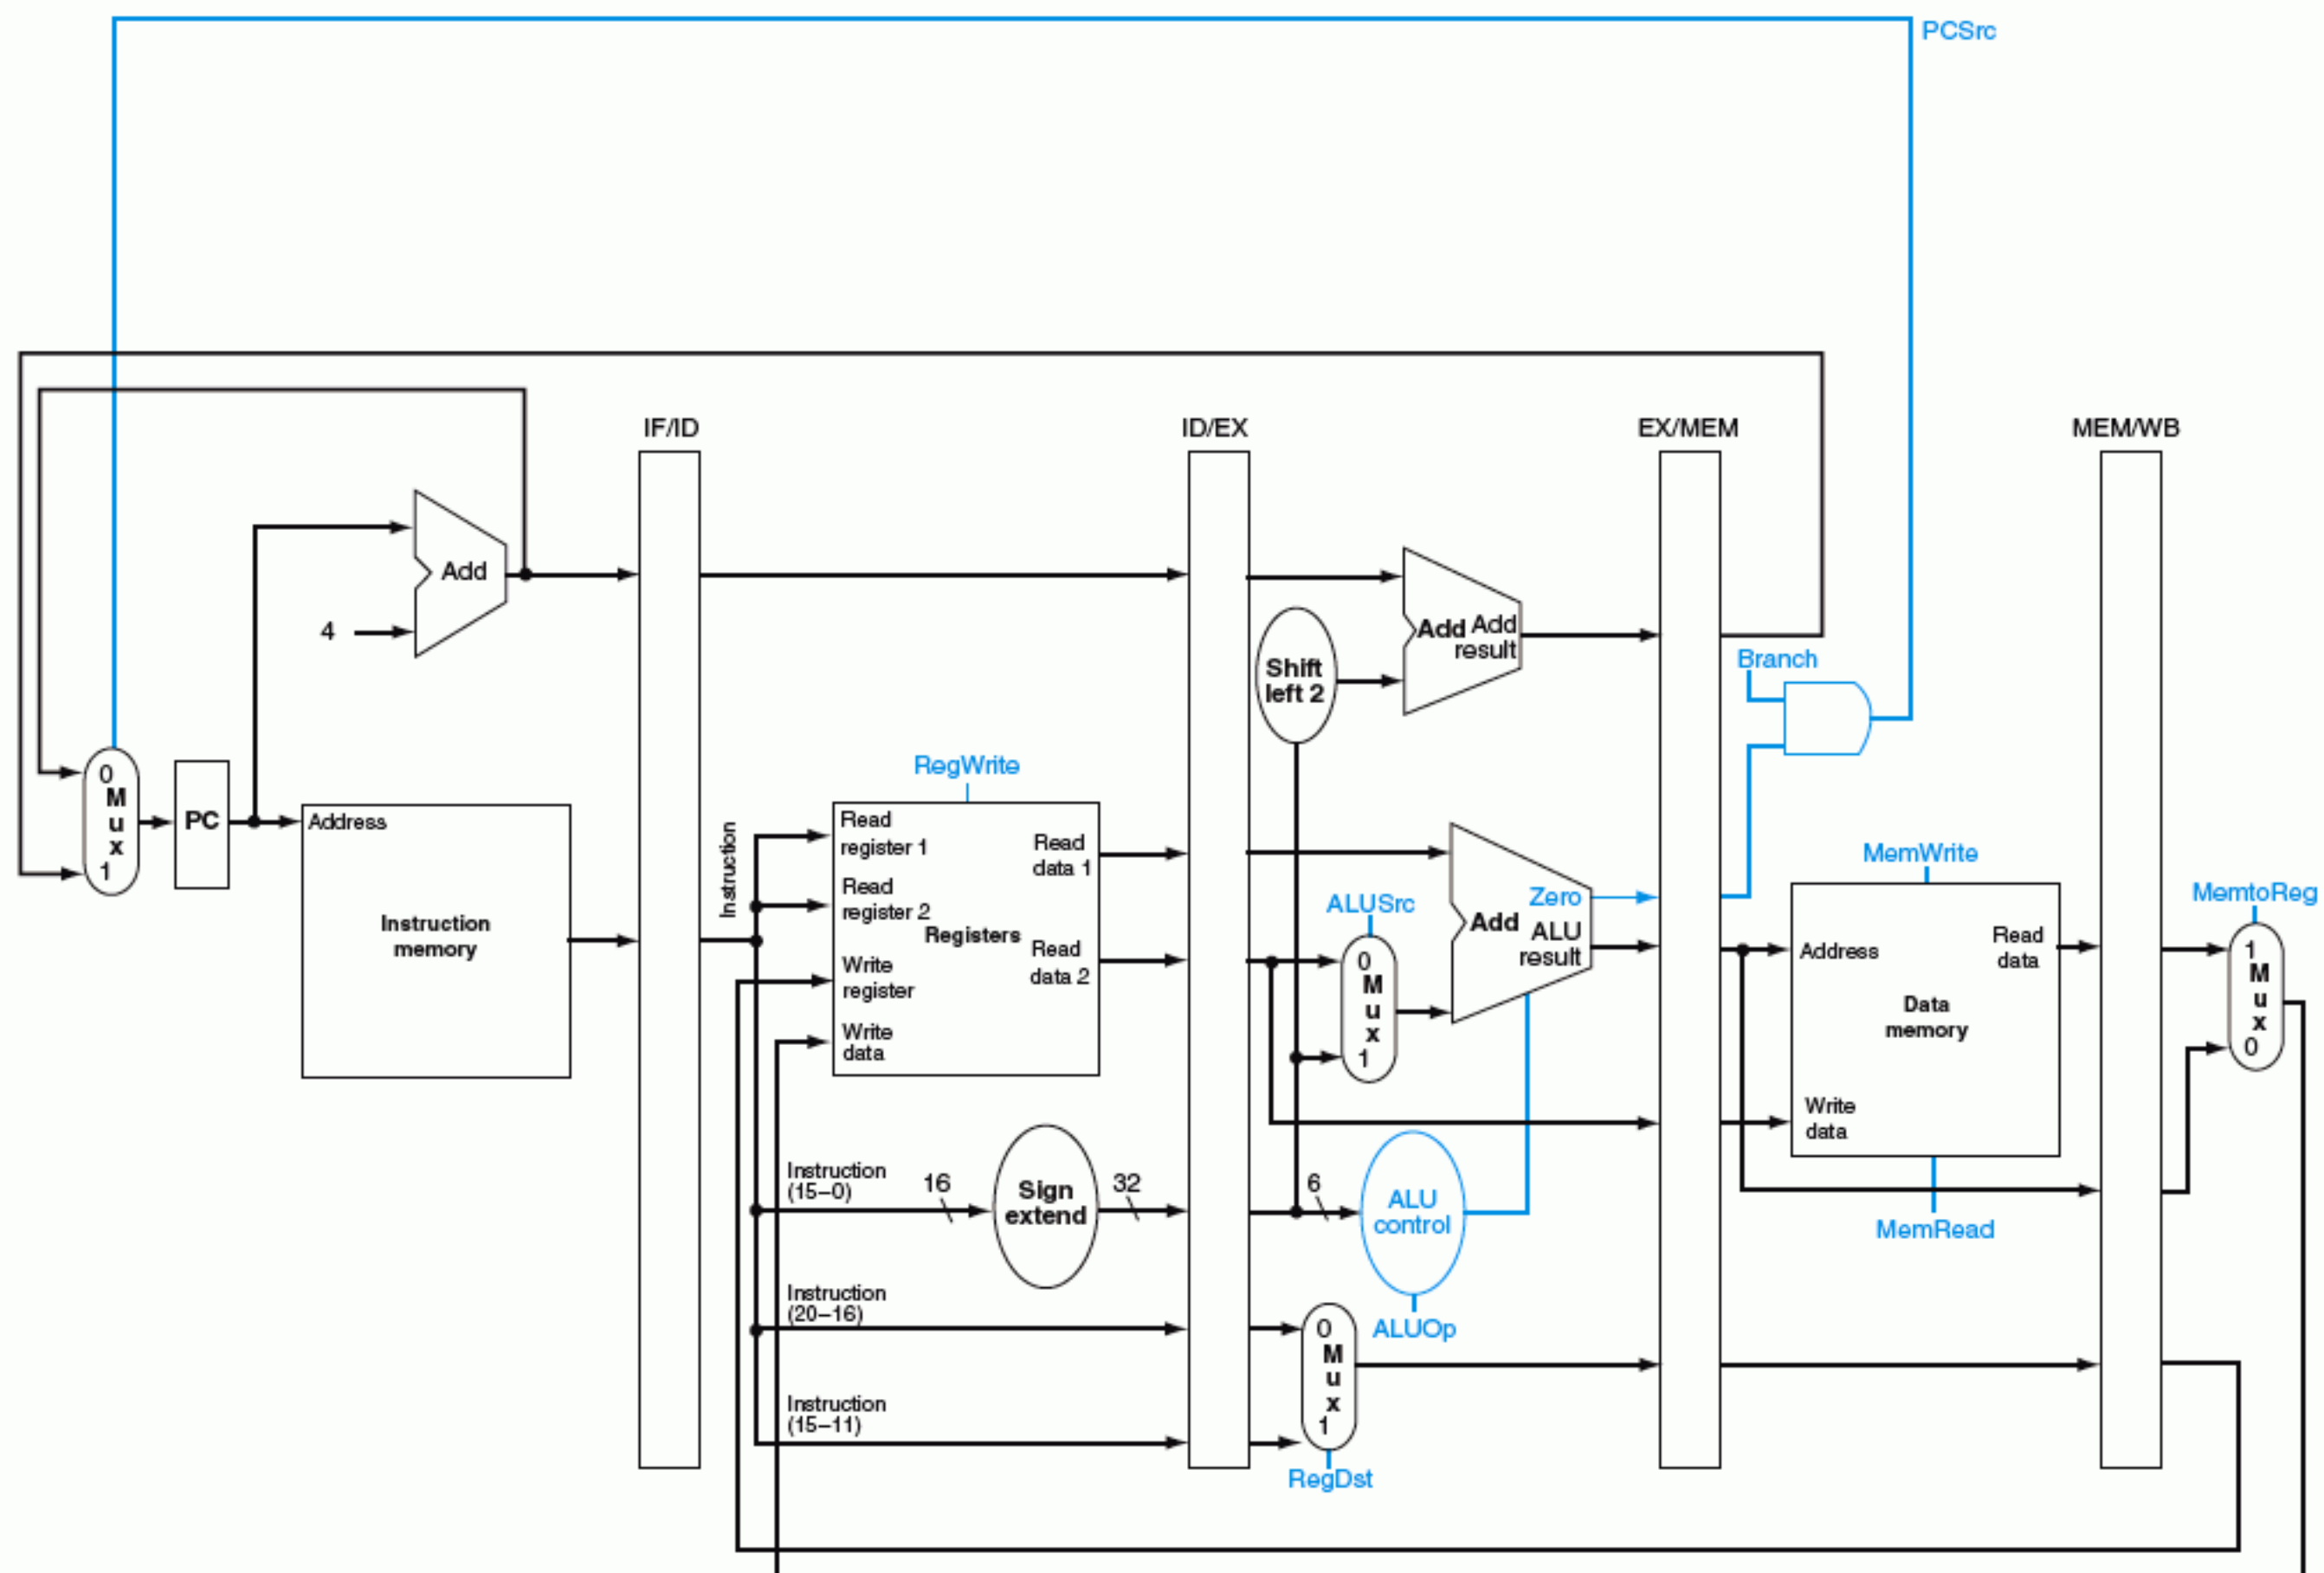 PCSrc
IF/ID
ID/EX
EX/MEM
MEM/WB
Add
4
Add Add
result
Shift
left 2
Branch
0
M
u
x
1
PC
Address
Instruction
memory
Instruction
RegWrite
Read
register 1
Read
register 2
Registers
Write
register
Write
data
Read
data 1
Read
data 2
ALUSrc
0
M
u
x
1
Zero
Add ALU
result
MemWrite
Address
Read
data
Data
memory
Write
data
MemRead
MemtoReg
1
M
u
x
0
Instruction
(15–0)
16
Sign
extend
32
6
ALU
control
ALUOp
Instruction
(20–16)
Instruction
(15–11)
0
M
u
x
1
RegDst